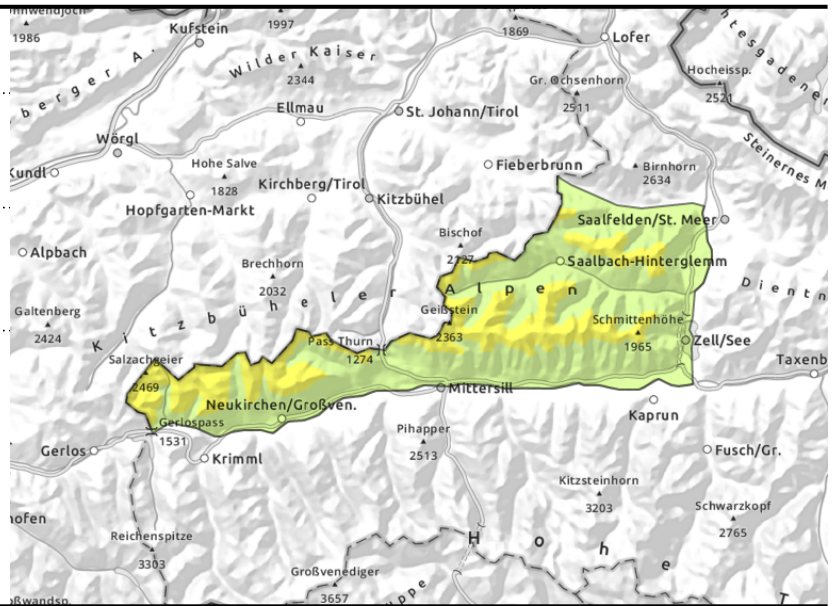 1986
1997
Kufstein
1869
Lofer
Wilder Kaiser
2344
Hocheissp.
2521
berger A.
Gr. Ochsenhorn
2511
Ellmau
St. Johann/Tirol
Wörgl
Steinernes M
Kundl
Hohe Salve
1828
Fieberbrunn
Birnhorn
2634
Kirchberg/Tirol
Kitzbühel
Hopfgarten-Markt
Saalfelden/St. Meer
Alpbach
Bischof
2127
Brechhorn
2032
Saalbach-Hinterglemm
Kitzbüheler Alpen
Dientn
Galtenberg
2424
Geißstein
2363
Schmittenhöhe
1965
Pass Thurn
1274
Zell/See
Salzachgeier
2469
Taxenb
Mittersill
Neukirchen/Großven.
Kaprun
Gerlospass
1531
Pihapper
2513
Gerlos
Krimml
Fusch/Gr.
Kitzsteinhorn
3203
Schwarzkopf
2765
hofen
Reichenspitze
3303
Hohe
Großvenediger
3657
T